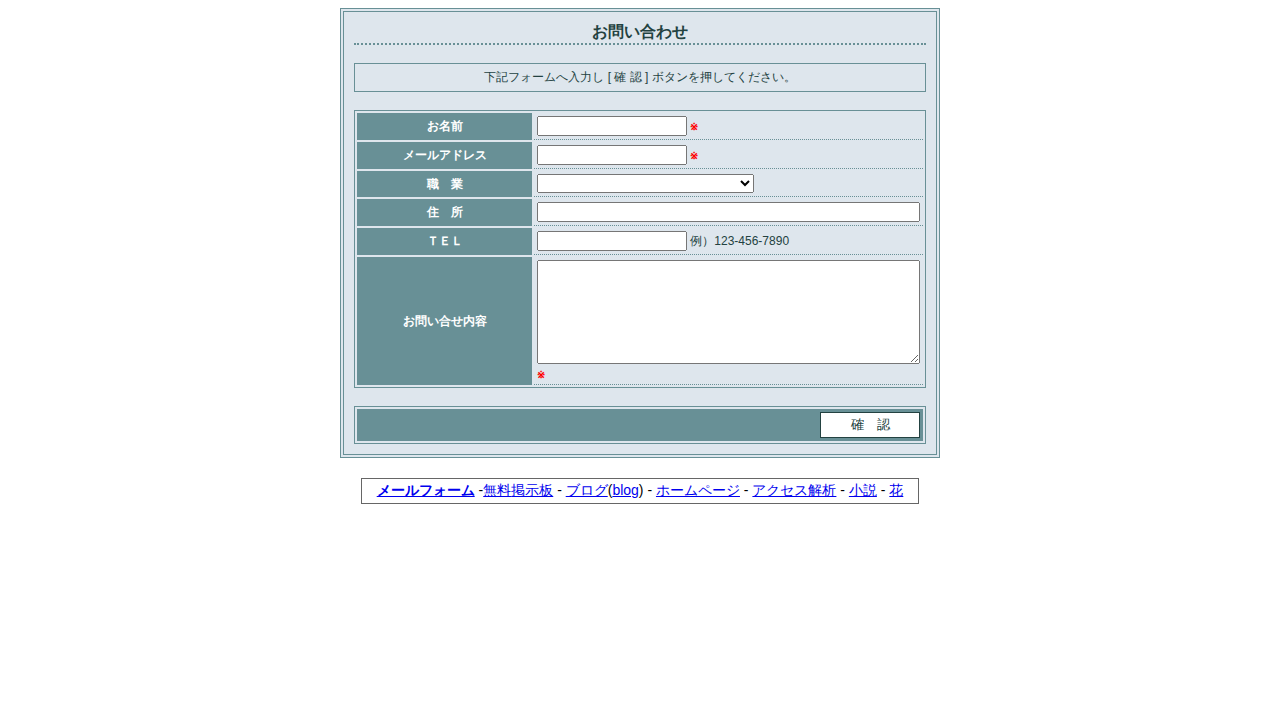 お問い合わせ
下記フォームへ入力し [ 確 認 ] ボタンを押してください。
お名前 ※
メールアドレス ※
職　業
住　所
ＴＥＬ 例）123-456-7890
お問い合せ内容
※
確　認
メールフォーム -無料掲示板 - ブログ(blog) - ホームページ - アクセス解析 - 小説 - 花